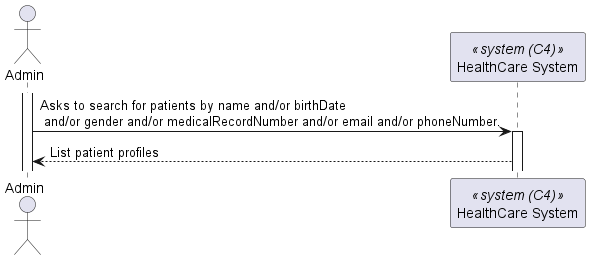 Admin
«system (C4)»
HealthCare System
Asks to search for patients by name and/or birthDate
and/or gender and/or medicalRecordNumber and/or email and/or phoneNumber.
List patient profiles
Admin
«system (C4)»
HealthCare System